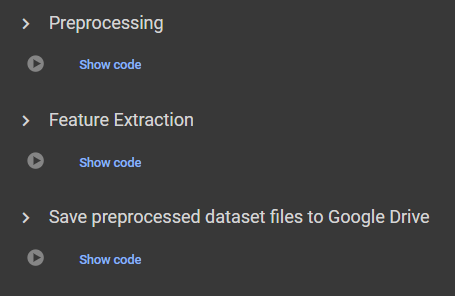 Preprocessing
Show code
Feature Extraction
Show code
Save preprocessed dataset files to Google Drive
Show code